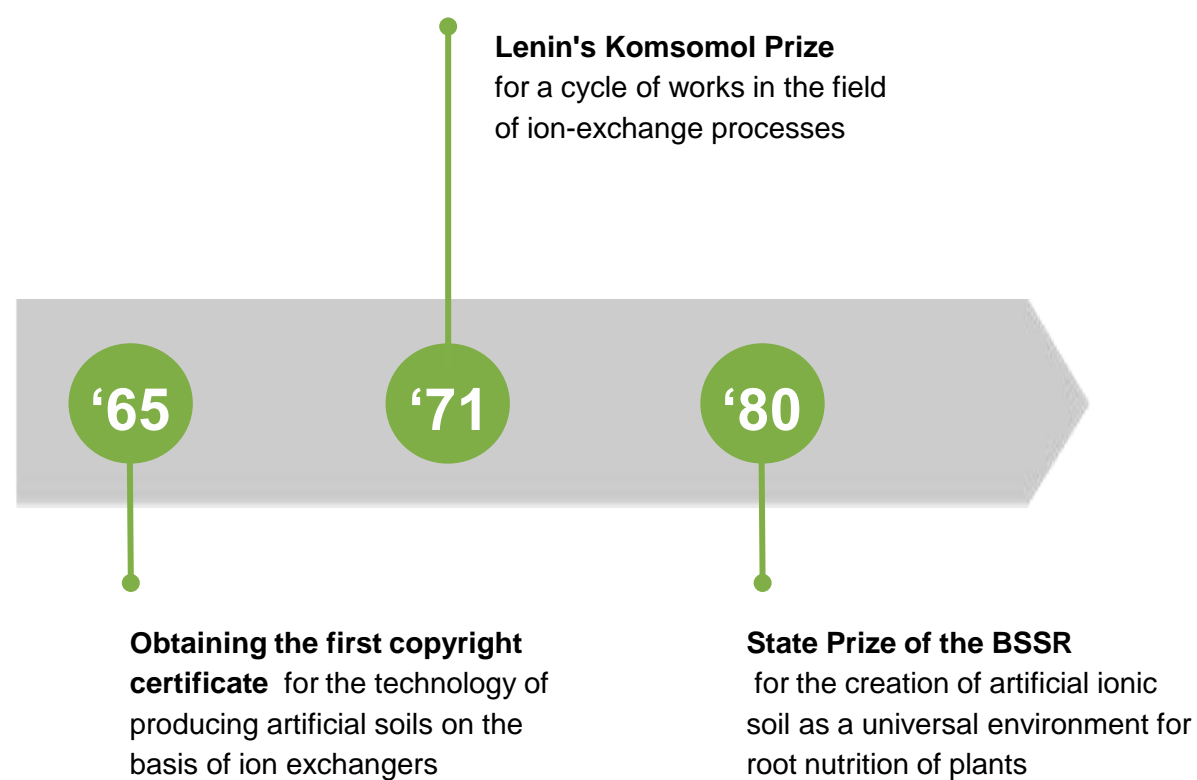 Lenin's Komsomol Prize
for a cycle of works in the field
of ion-exchange processes
‘65
‘71
‘80
Obtaining the first copyright
certificate for the technology of
producing artificial soils on the
basis of ion exchangers
State Prize of the BSSR
for the creation of artificial ionic
soil as a universal environment for
root nutrition of plants